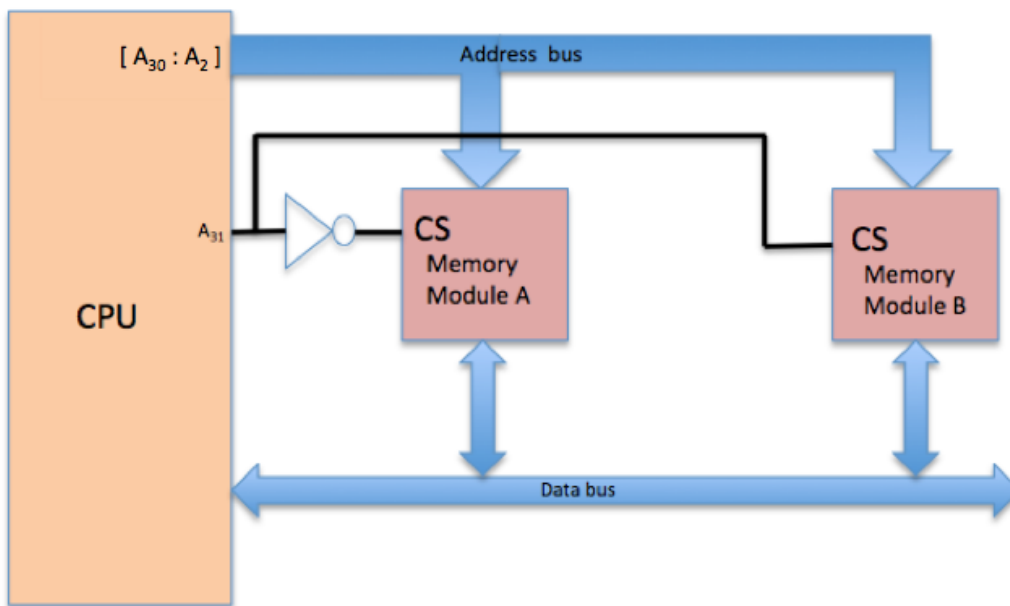 [ A₃₀ : A₂ ]
Address bus
A₃₁
CS
Memory
Module A
CS
Memory
Module B
CPU
Data bus